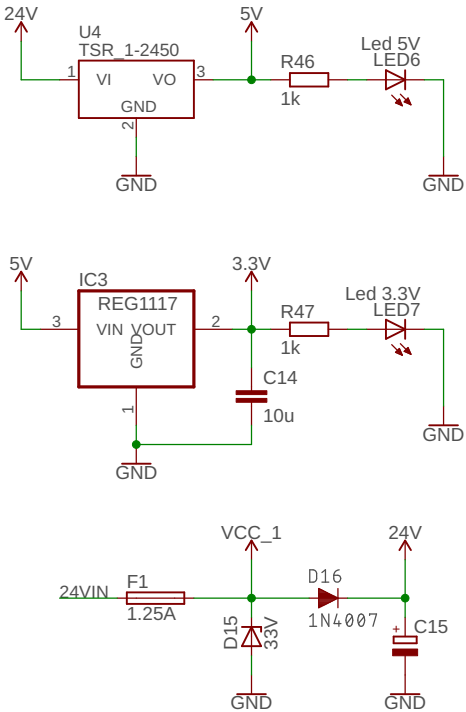 24V
5V
U4
TSR_1-2450
1
VI
VO
3
GND
2
R46
1k
Led 5V
LED6
GND
GND
5V
3.3V
IC3
REG1117
3
VIN
VOUT
2
GND
1
R47
1k
Led 3.3V
LED7
C14
10u
GND
GND
VCC_1
24V
24VIN
F1
1.25A
D16
1N4007
D15
33V
+
C15
GND
GND